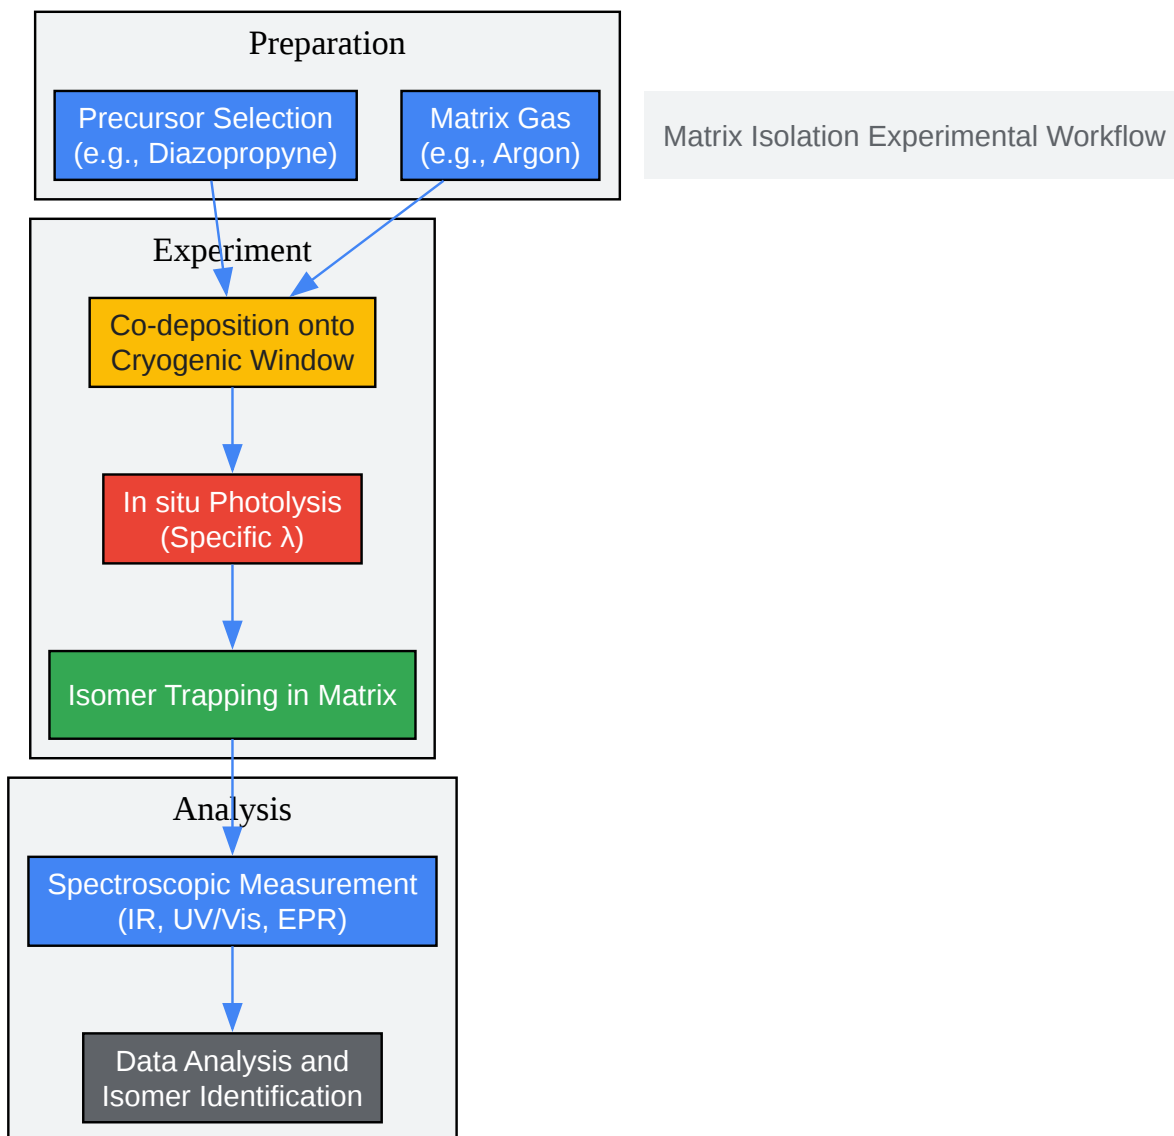 Preparation
Precursor Selection
(e.g., Diazopropyne)
Matrix Gas
(e.g., Argon)
Matrix Isolation Experimental Workflow
Experiment
Co-deposition onto
Cryogenic Window
In situ Photolysis
(Specific λ)
Isomer Trapping in Matrix
Analysis
Spectroscopic Measurement
(IR, UV/Vis, EPR)
Data Analysis and
Isomer Identification